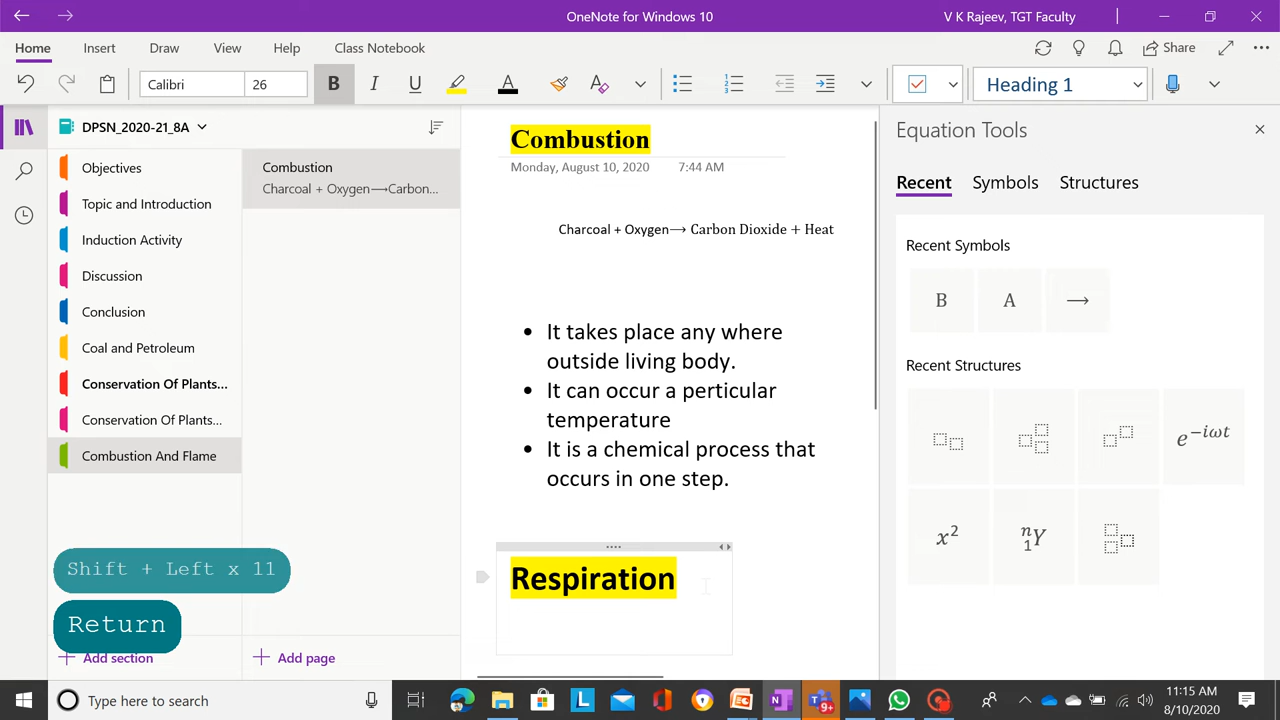 OneNote for Windows 10
V K Rajeev, TGT Faculty
Home Insert Draw View Help Class Notebook
Share
Calibri 26 B I U A A Heading 1
DPSN_2020-21_8A
Objectives
Topic and Introduction
Induction Activity
Discussion
Conclusion
Coal and Petroleum
Conservation Of Plants...
Conservation Of Plants...
Combustion And Flame
Add section
Combustion
Charcoal + Oxygen⟶Carbon...
Add page
Combustion
Monday, August 10, 2020 7:44 AM
Charcoal + Oxygen⟶ Carbon Dioxide + Heat
• It takes place any where
outside living body.
• It can occur a perticular
temperature
• It is a chemical process that
occurs in one step.
Respiration
Equation Tools
Recent Symbols Structures
Recent Symbols
B A ⟶
Recent Structures
e^{-iωt}
x² ⁿ₁Y
Shift + Left x 11
Return
Type here to search
9+
11:15 AM
8/10/2020